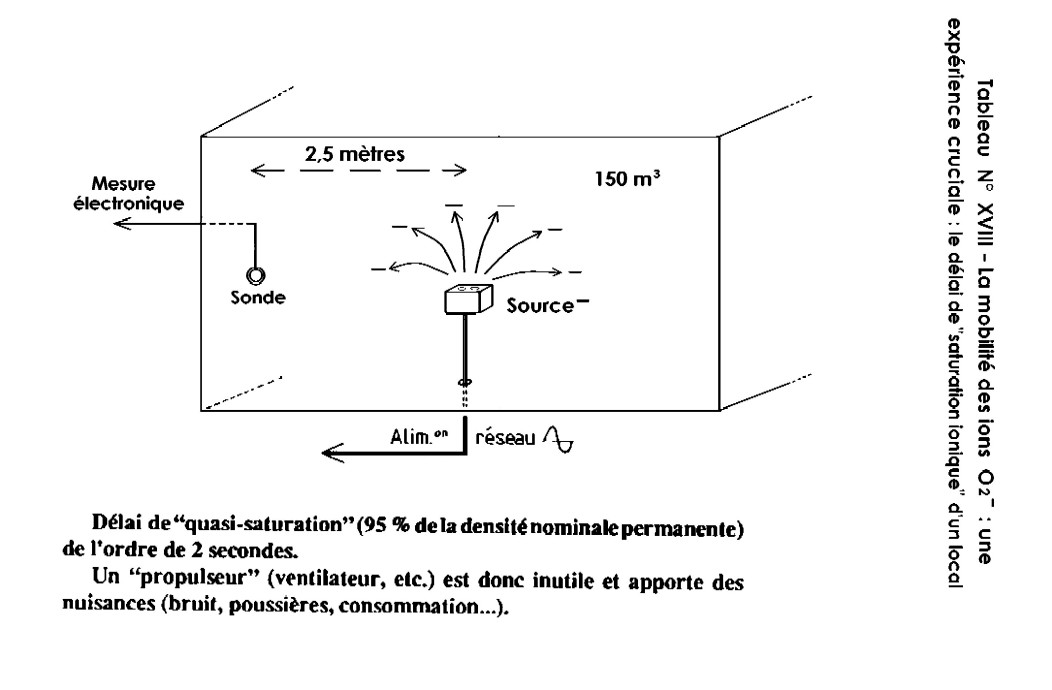 Tableau N° XVIII – La mobilité des ions O₂⁻ : une
expérience cruciale : le délai de "saturation ionique" d'un local
2,5 mètres
150 m³
Mesure
électronique
Sonde
Source⁻
Alim.ᵒⁿ réseau
Délai de “quasi-saturation” (95 % de la densité nominale permanente)
de l'ordre de 2 secondes.
Un “propulseur” (ventilateur, etc.) est donc inutile et apporte des
nuisances (bruit, poussières, consommation...).